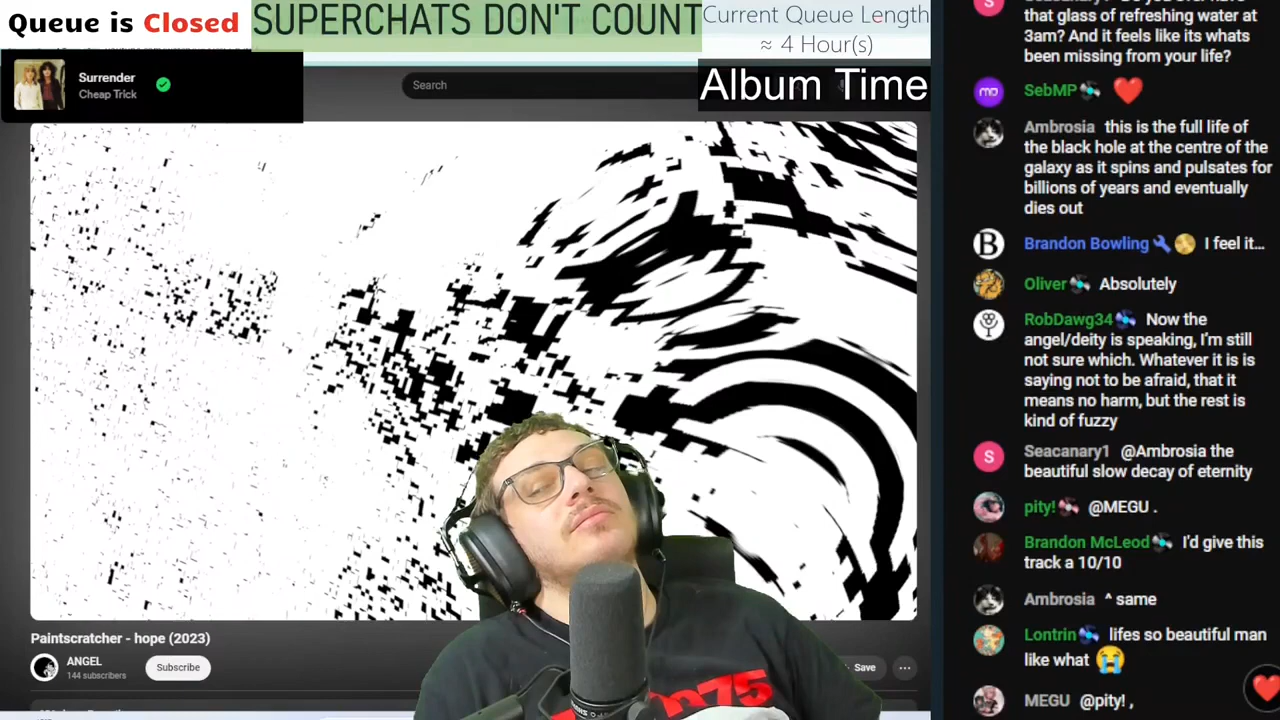 Queue is Closed
SUPERCHATS DON'T COUNT
Current Queue Length
≈ 4 Hour(s)
Album Time
Surrender
Cheap Trick
Search
Paintscratcher - hope (2023)
ANGEL
144 subscribers
Subscribe
Save
that glass of refreshing water at
3am? And it feels like its whats
been missing from your life?
SebMP ❤️
Ambrosia this is the full life of
the black hole at the centre of the
galaxy as it spins and pulsates for
billions of years and eventually
dies out
B
Brandon Bowling I feel it...
Oliver Absolutely
RobDawg34 Now the
angel/deity is speaking, I'm still
not sure which. Whatever it is is
saying not to be afraid, that it
means no harm, but the rest is
kind of fuzzy
S
Seacanary1 @Ambrosia the
beautiful slow decay of eternity
pity! @MEGU .
Brandon McLeod I'd give this
track a 10/10
Ambrosia ^ same
Lontrin lifes so beautiful man
like what 😭
MEGU @pity! ,